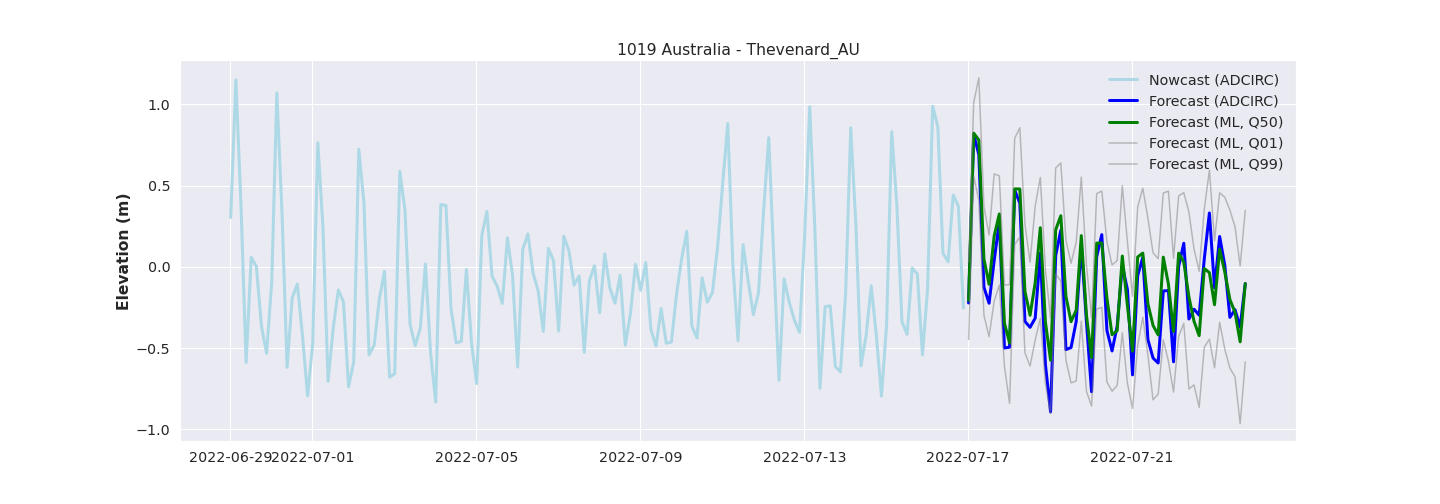 1019 Australia - Thevenard_AU
Nowcast (ADCIRC)
Forecast (ADCIRC)
Forecast (ML, Q50)
Forecast (ML, Q01)
Forecast (ML, Q99)
Elevation (m)
1.0
0.5
0.0
−0.5
−1.0
2022-06-29 2022-07-01 2022-07-05 2022-07-09 2022-07-13 2022-07-17 2022-07-21